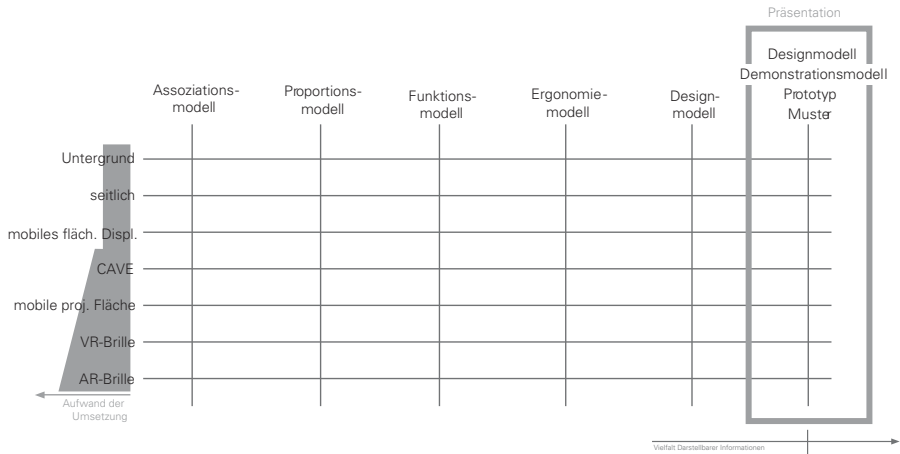 Präsentation
Assoziations-
modell
Proportions-
modell
Funktions-
modell
Ergonomie-
modell
Design-
modell
Designmodell
Demonstrationsmodell
Prototyp
Muster
Untergrund
seitlich
mobiles fläch. Displ.
CAVE
mobile proj. Fläche
VR-Brille
AR-Brille
Aufwand der
Umsetzung
Vielfalt Darstellbarer Informationen